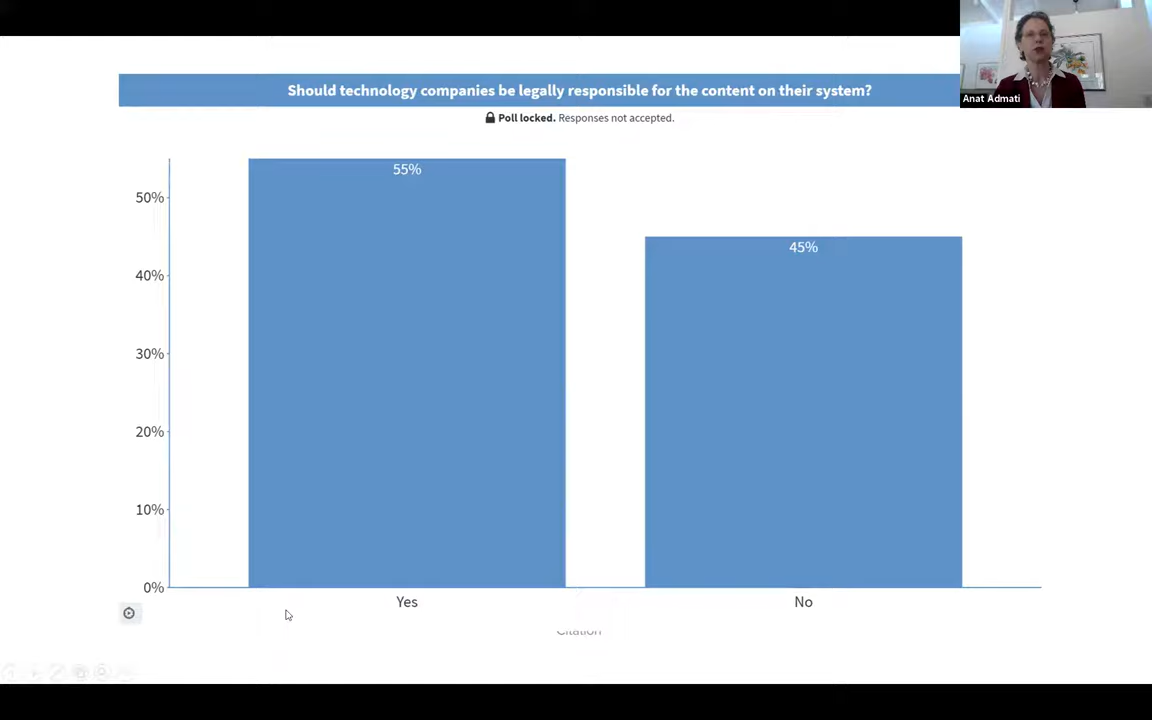 Should technology companies be legally responsible for the content on their system?
Anat Admati
Poll locked. Responses not accepted.
55%
45%
50%
40%
30%
20%
10%
0%
Yes
No
Citation